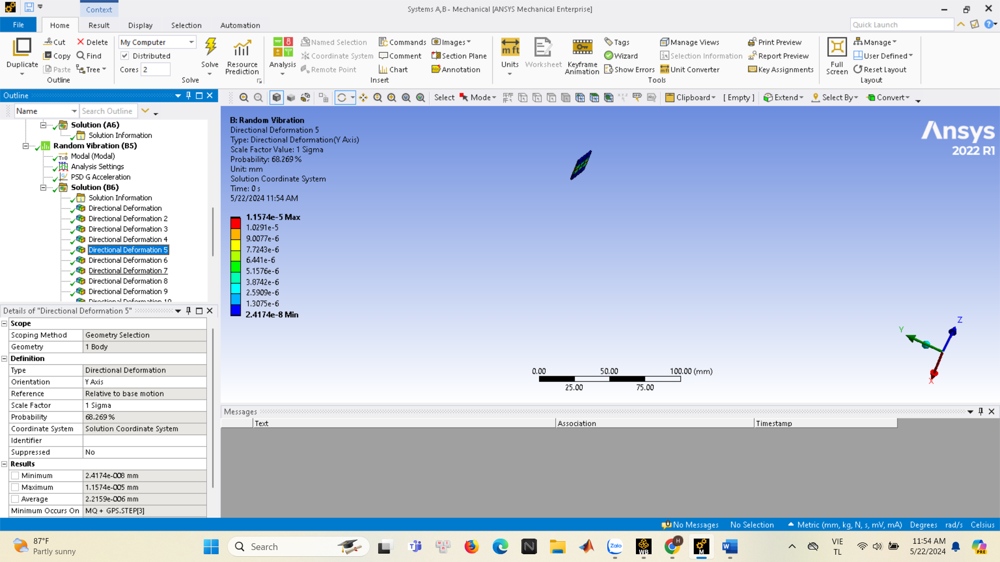 Context
Systems A,B - Mechanical [ANSYS Mechanical Enterprise]
File Home Result Display Selection Automation
Quick Launch
Duplicate
Cut
Copy
Paste
Delete
Find
Tree
Outline
My Computer
Distributed
Cores 2
Solve
Resource
Prediction
Solve
Analysis
Named Selection
Coordinate System
Remote Point
Commands
Comment
Chart
Images
Section Plane
Annotation
Insert
Units
Worksheet
Keyframe
Animation
Tags
Wizard
Show Errors
Manage Views
Selection Information
Unit Converter
Print Preview
Report Preview
Key Assignments
Tools
Full
Screen
Manage
User Defined
Reset Layout
Layout
Outline
Name
Search Outline
Select Mode Clipboard [ Empty ] Extend Select By Convert
Solution (A6)
Solution Information
Random Vibration (B5)
Modal (Modal)
Analysis Settings
PSD G Acceleration
Solution (B6)
Solution Information
Directional Deformation
Directional Deformation 2
Directional Deformation 3
Directional Deformation 4
Directional Deformation 5
Directional Deformation 6
Directional Deformation 7
Directional Deformation 8
Directional Deformation 9
Directional Deformation 10
Details of "Directional Deformation 5"
Scope
Scoping Method Geometry Selection
Geometry 1 Body
Definition
Type Directional Deformation
Orientation Y Axis
Reference Relative to base motion
Scale Factor 1 Sigma
Probability 68.269 %
Coordinate System Solution Coordinate System
Identifier
Suppressed No
Results
Minimum 2.4174e-008 mm
Maximum 1.1574e-005 mm
Average 2.2159e-006 mm
Minimum Occurs On MQ + GPS.STEP[3]
B: Random Vibration
Directional Deformation 5
Type: Directional Deformation(Y Axis)
Scale Factor Value: 1 Sigma
Probability: 68.269 %
Unit: mm
Solution Coordinate System
Time: 0 s
5/22/2024 11:54 AM
1.1574e-5 Max
1.0291e-5
9.0077e-6
7.7243e-6
6.441e-6
5.1576e-6
3.8742e-6
2.5909e-6
1.3075e-6
2.4174e-8 Min
Ansys
2022 R1
Z
Y
X
0.00 50.00 100.00 (mm)
25.00 75.00
Messages
Text Association Timestamp
No Messages No Selection Metric (mm, kg, N, s, mV, mA) Degrees rad/s Celsius
87°F
Partly sunny
Search
Zalo
WB
H
M
VIE
TL
11:54 AM
5/22/2024
PRE